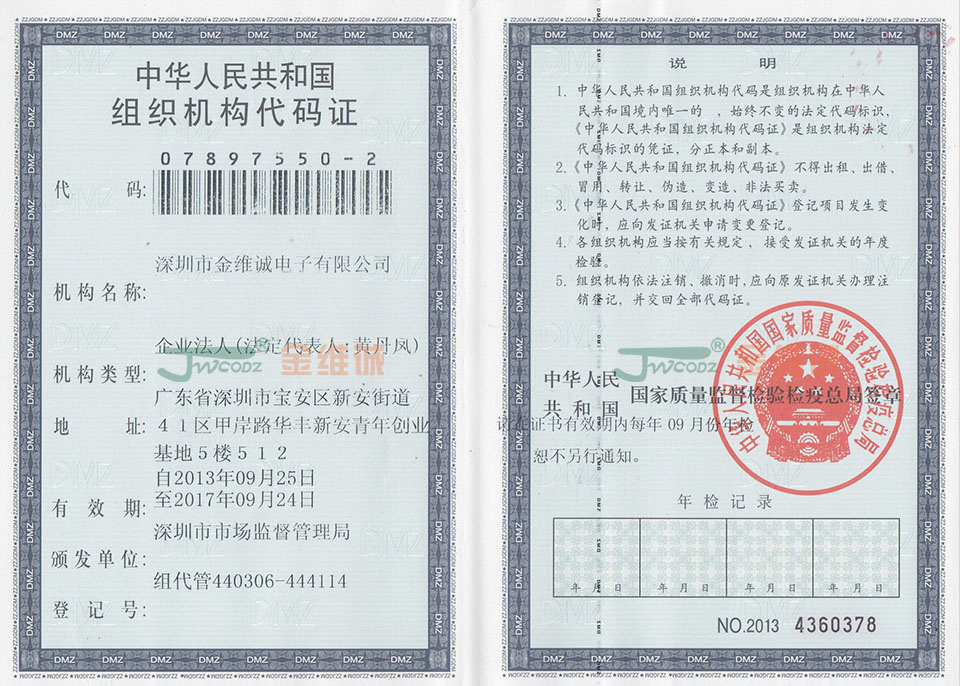 中华人民共和国
组织机构代码证
07897550-2
代 码:
深圳市金维诚电子有限公司
机构名称:
企业法人(法定代表人:黄丹凤)
JWCODZ® 金维诚
机构类型:
广东省深圳市宝安区新安街道
地 址: 41区甲岸路华丰新安青年创业
基地5楼512
自2013年09月25日
有 效 期: 至2017年09月24日
深圳市市场监督管理局
颁发单位:
组代管440306-444114
登 记 号:
说 明
1. 中华人民共和国组织机构代码是组织机构在中华人
民共和国境内唯一的 , 始终不变的法定代码标识,
《中华人民共和国组织机构代码证》是组织机构法定
代码标识的凭证, 分正本和副本。
2.《中华人民共和国组织机构代码证》不得出租、出借、
冒用、转让、伪造、变造、非法买卖。
3.《中华人民共和国组织机构代码证》登记项目发生变
化时, 应向发证机关申请变更登记。
4. 各组织机构应当按有关规定, 接受发证机关的年度
检验。
5. 组织机构依法注销、撤消时, 应向原发证机关办理注
销登记, 并交回全部代码证。
JWCODZ®
中华人民
共 和 国 国家质量监督检验检疫总局签章
中华人民共和国国家质量监督检验检疫总局
证书有效期内每年 09 月份年检
恕不另行通知。
年检记录
年 月 日 年 月 日 年 月 日 年 月 日
NO.2013 4360378